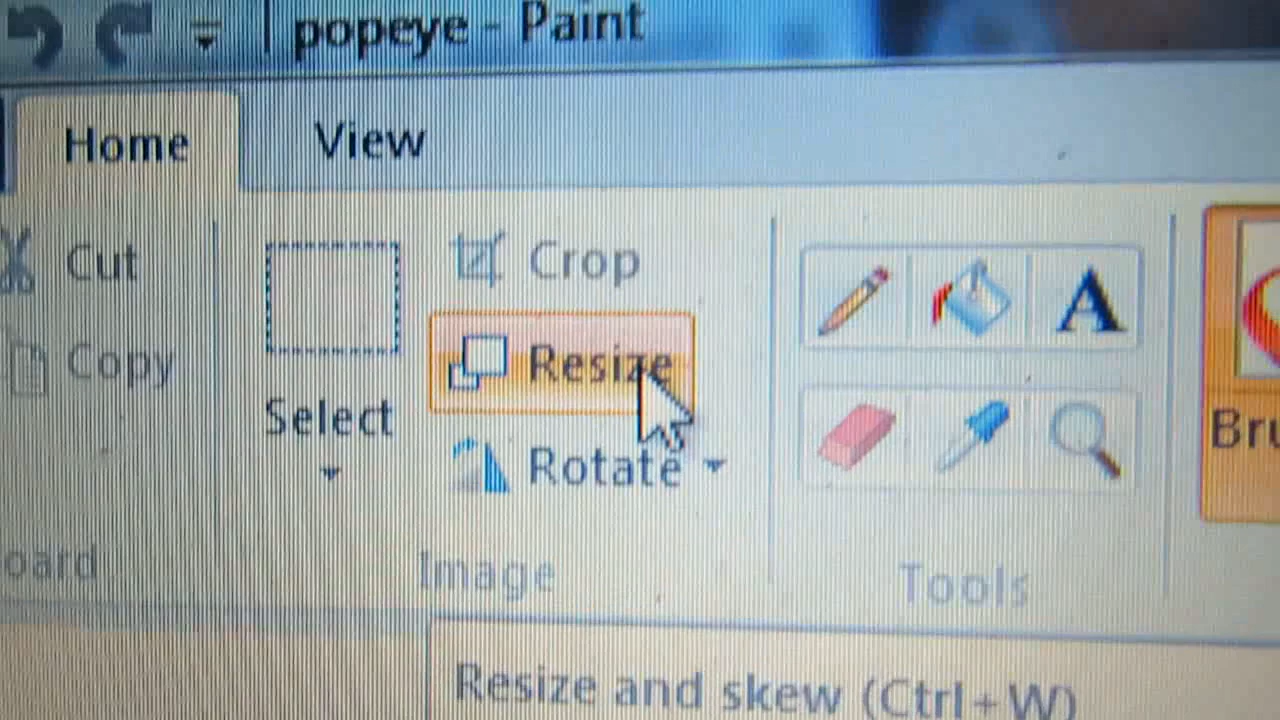 popeye - Paint
Home View
Cut
Crop
Copy
Resize
Select
Rotate
Bru
oard
Image
Tools
Resize and skew (Ctrl+W)